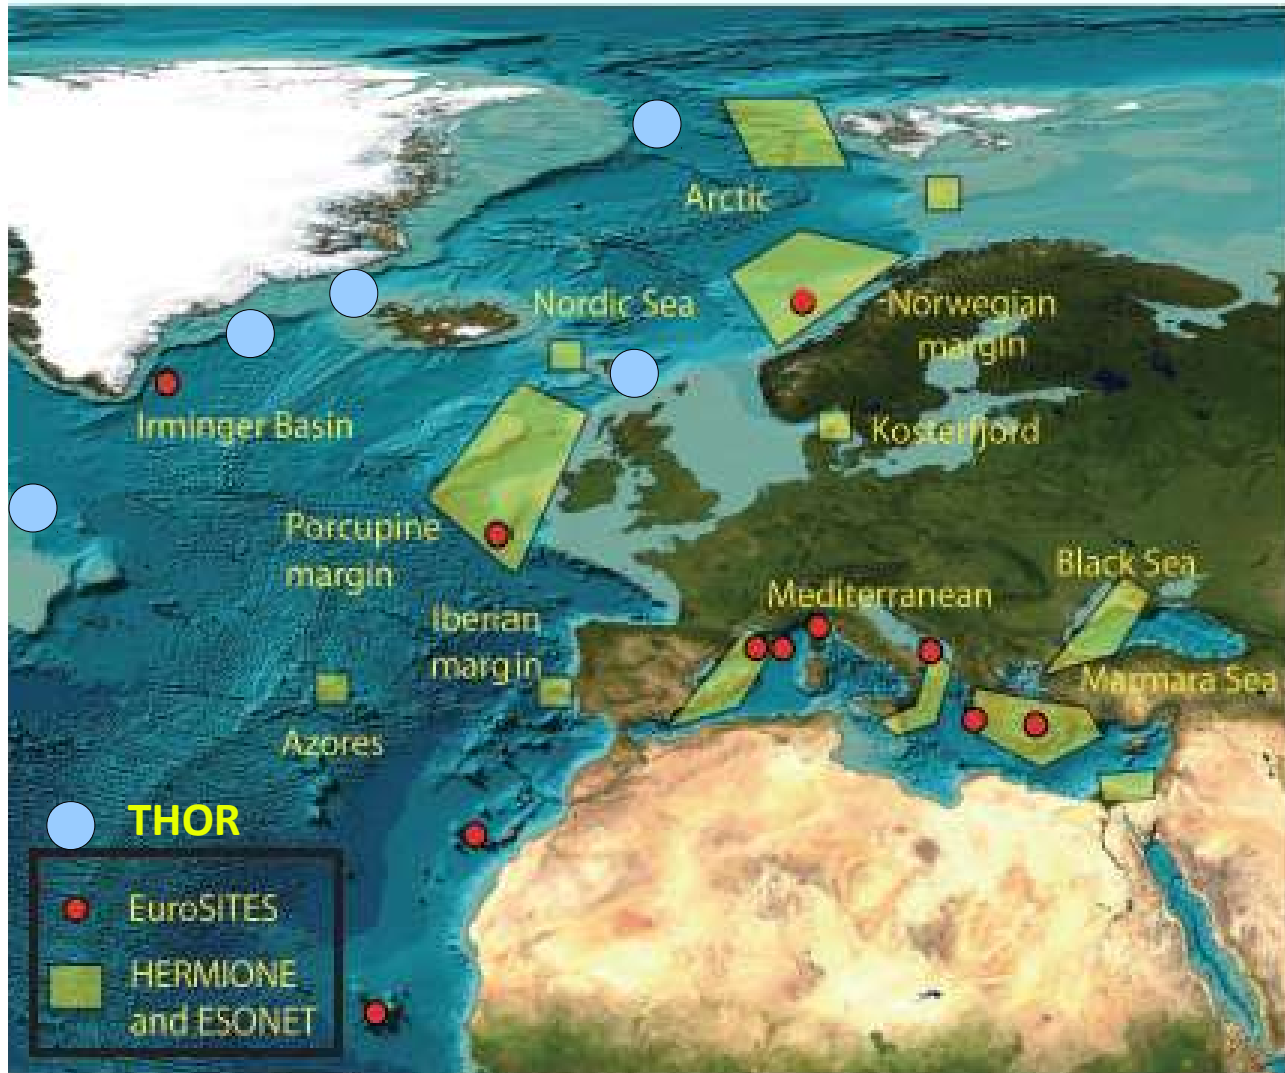 Arctic
Nordic Sea
Norwegian
margin
Irminger Basin
Kosterfjord
Porcupine
margin
Black Sea
Mediterranean
Iberian
margin
Marmara Sea
Azores
THOR
EuroSITES
HERMIONE
and ESONET